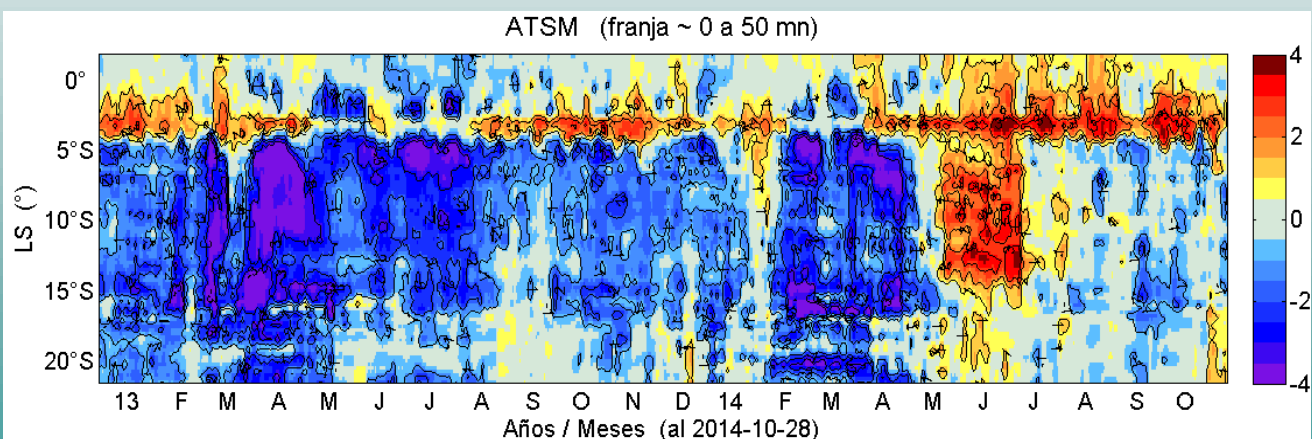 ATSM (franja ~ 0 a 50 mn)
LS (°)
0°
5°S
10°S
15°S
20°S
4
2
0
-2
-4
13 F M A M J J A S O N D 14 F M A M J J A S O
Años / Meses (al 2014-10-28)